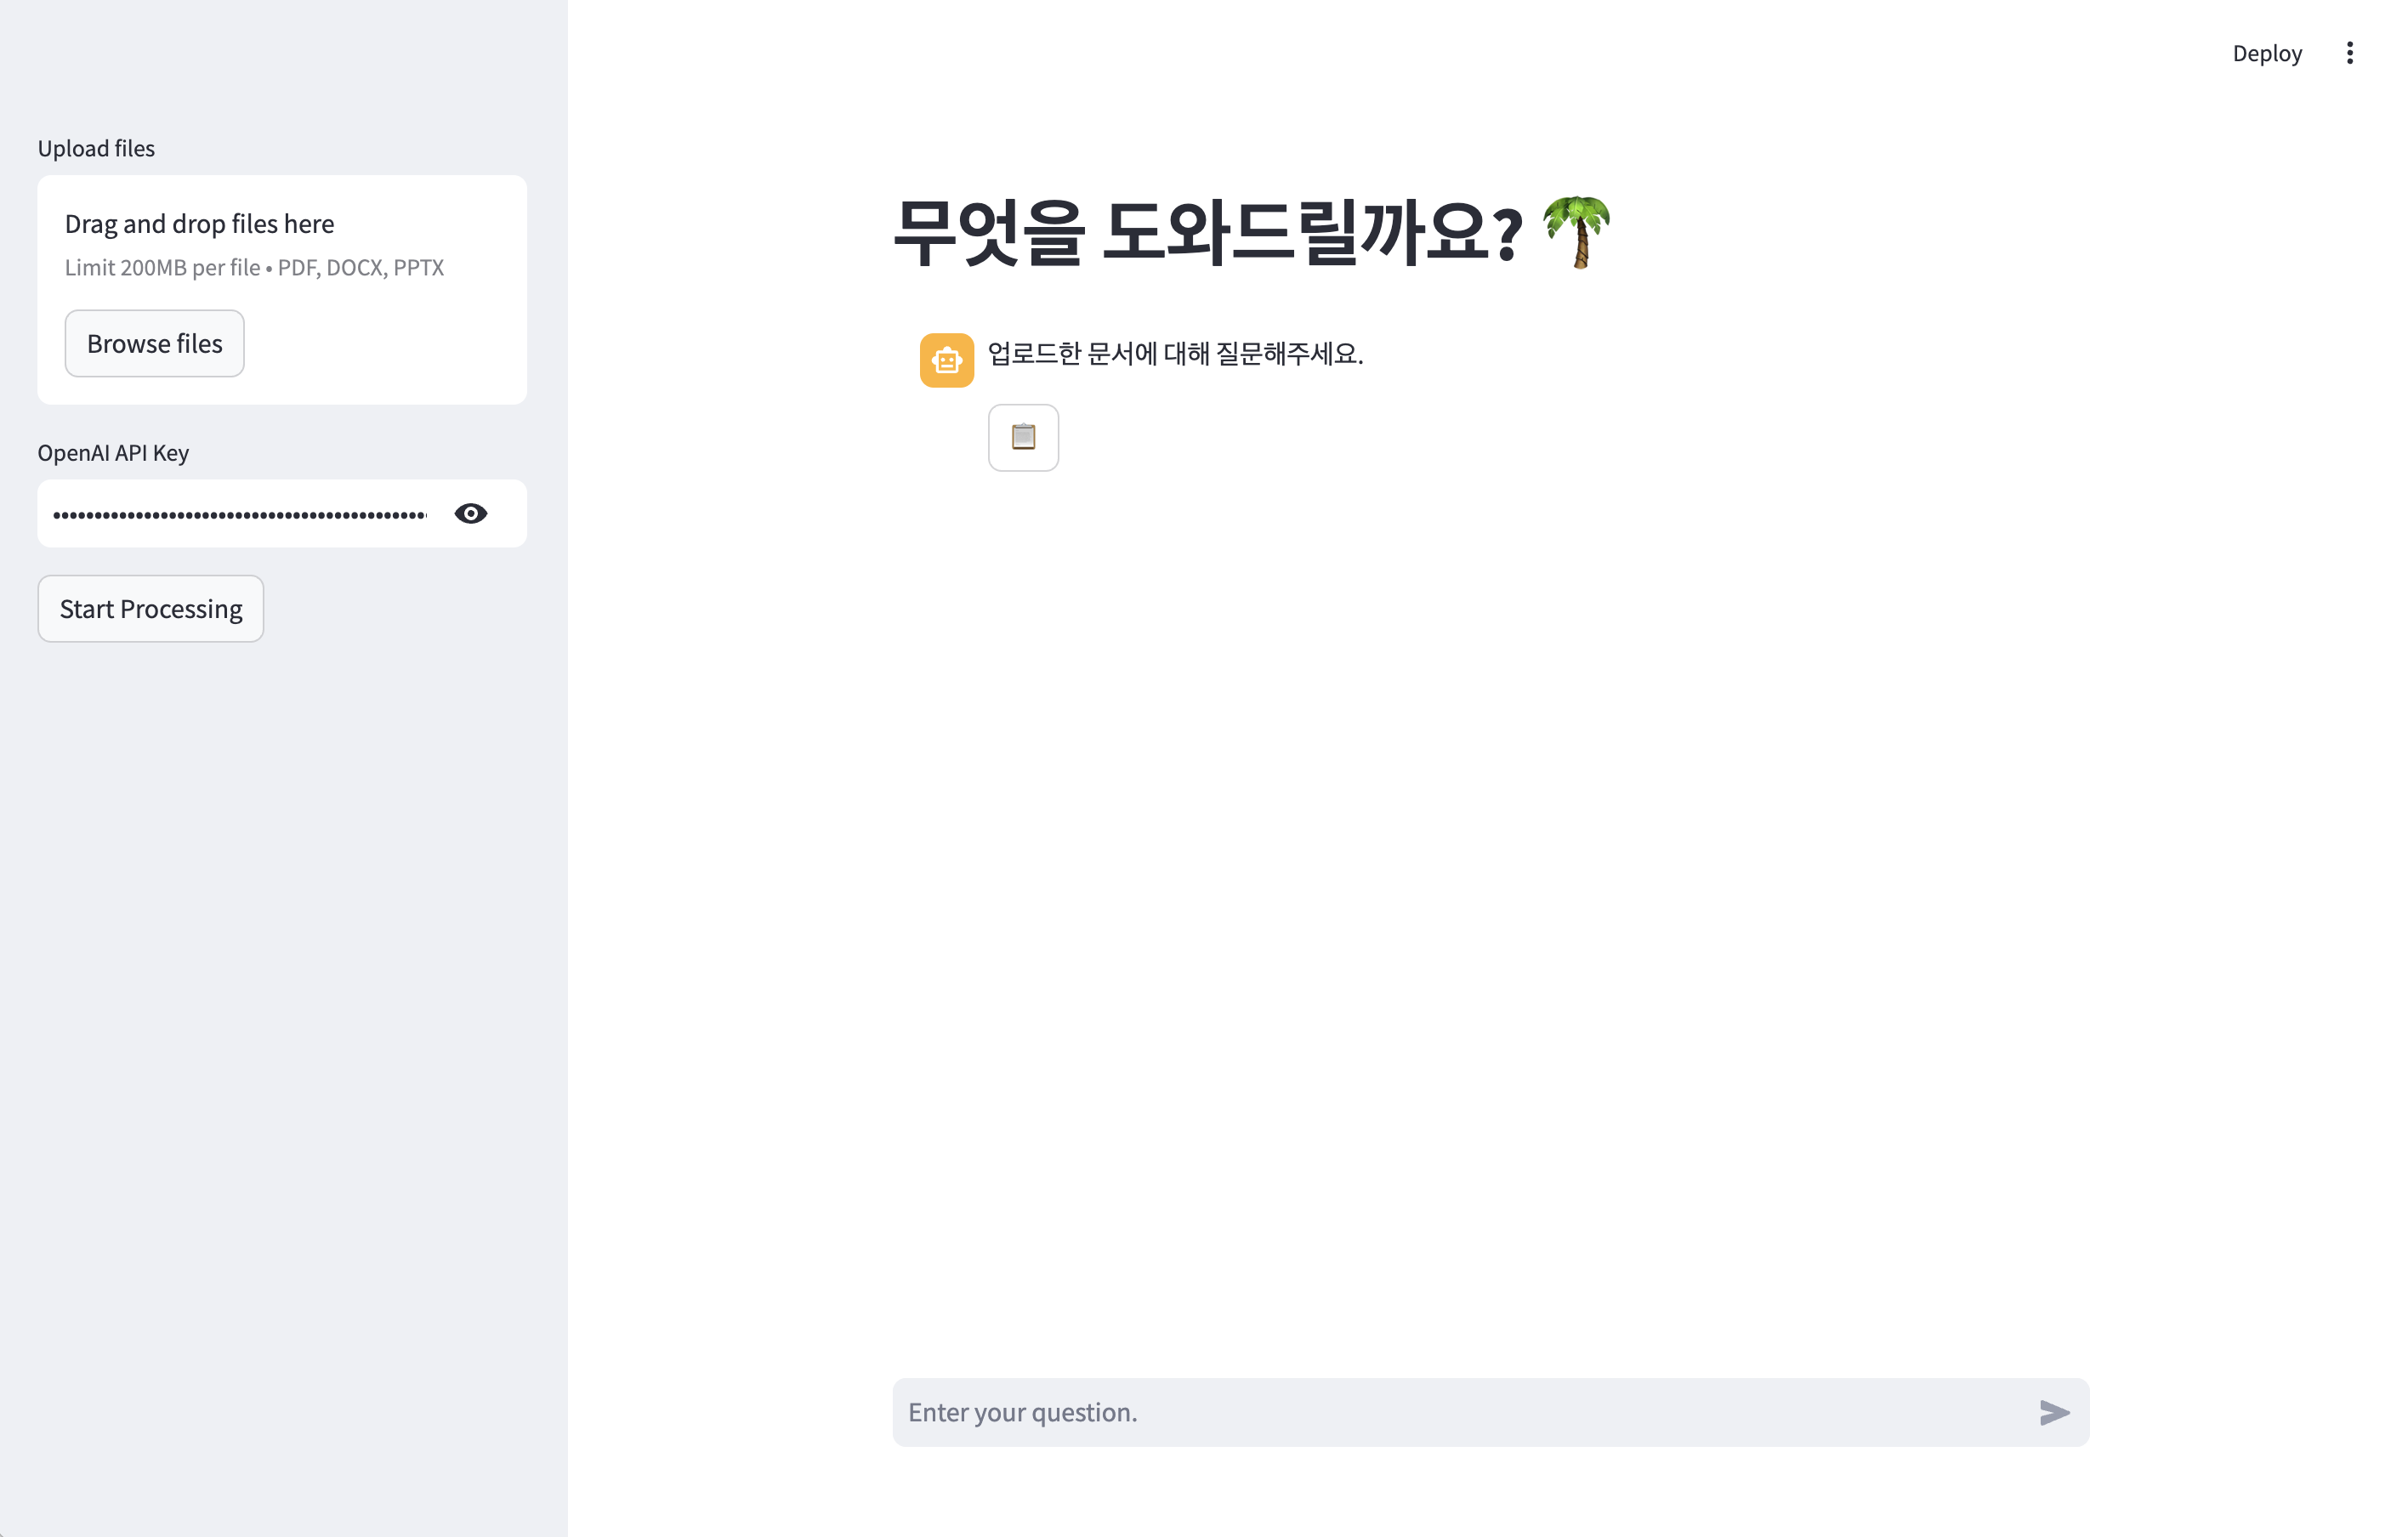 Deploy
Upload files
Drag and drop files here
Limit 200MB per file • PDF, DOCX, PPTX
Browse files
OpenAI API Key
Start Processing
무엇을 도와드릴까요? 🌴
업로드한 문서에 대해 질문해주세요.
Enter your question.